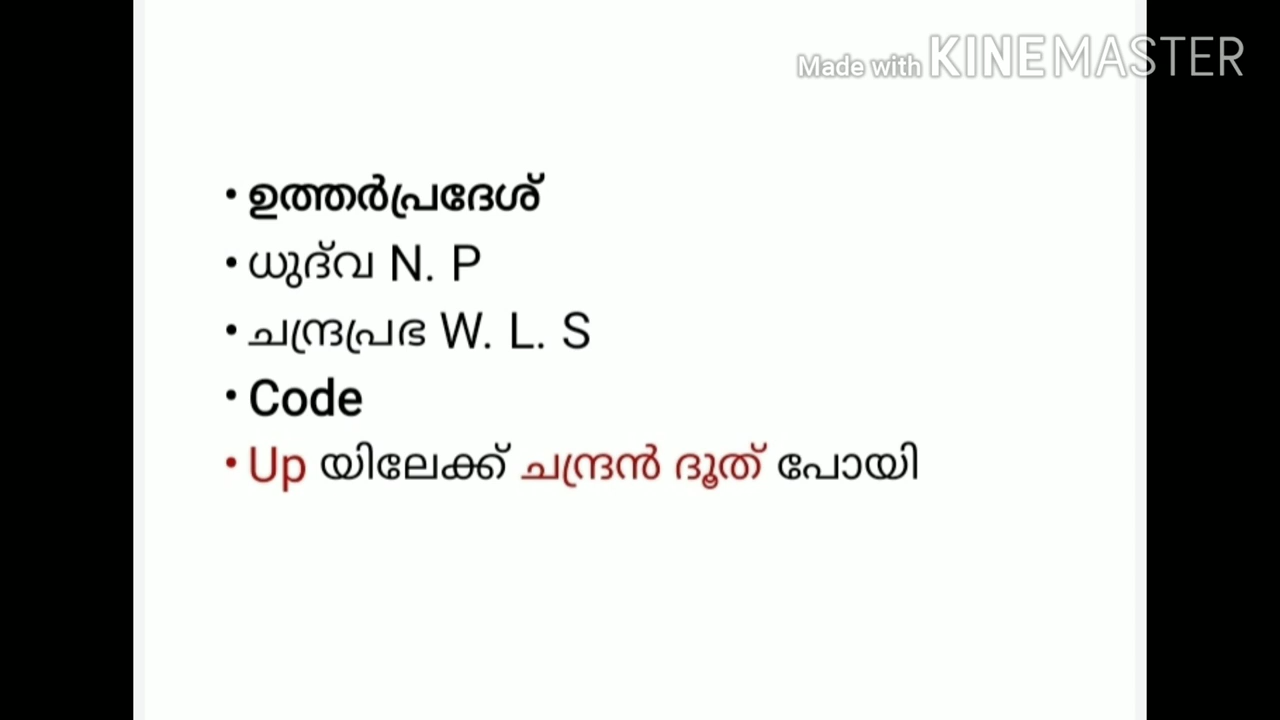 Made with KINEMASTER
• ഉത്തർപ്രദേശ്
• ധുദ്‌വ N. P
• ചന്ദ്രപ്രഭ W. L. S
• Code
• Up യിലേക്ക് ചന്ദ്രൻ ദൂത് പോയി